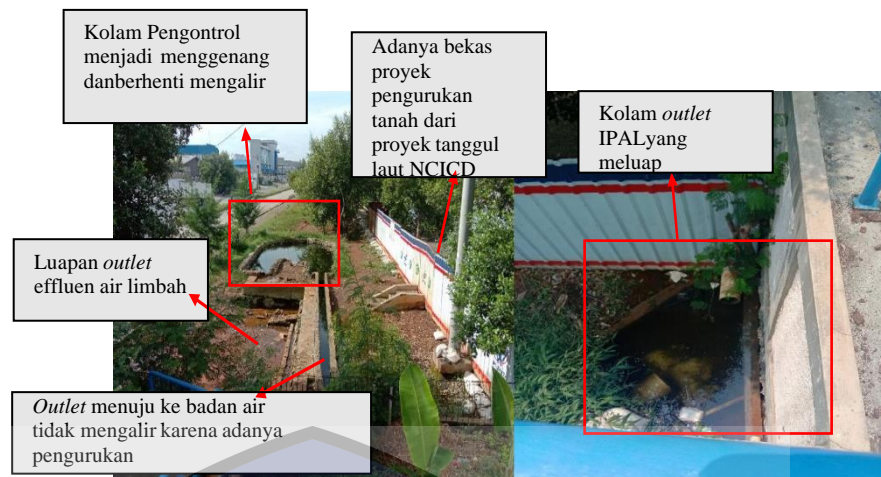 Kolam Pengontrol
menjadi menggenang
danberhenti mengalir
Adanya bekas
proyek
pengurukan
tanah dari
proyek tanggul
laut NCICD
Kolam outlet
IPALyang
meluap
Luapan outlet
effluen air limbah
Outlet menuju ke badan air
tidak mengalir karena adanya
pengurukan